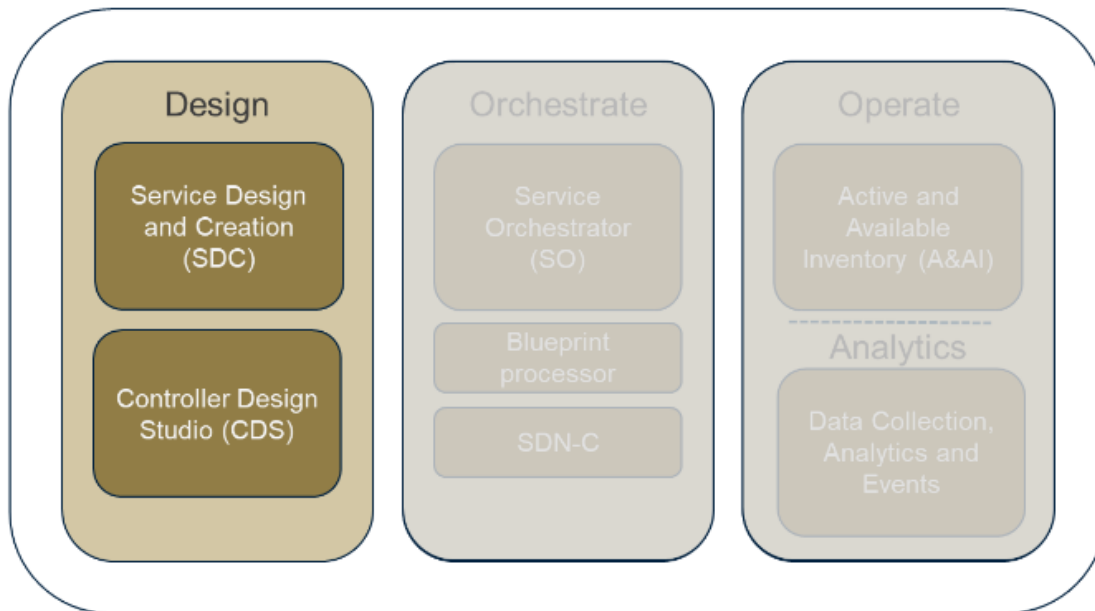 Design
Service Design
and Creation
(SDC)
Controller Design
Studio (CDS)
Orchestrate
Service
Orchestrator
(SO)
Blueprint
processor
SDN-C
Operate
Active and
Available
Inventory (A&AI)
Analytics
Data Collection,
Analytics and
Events